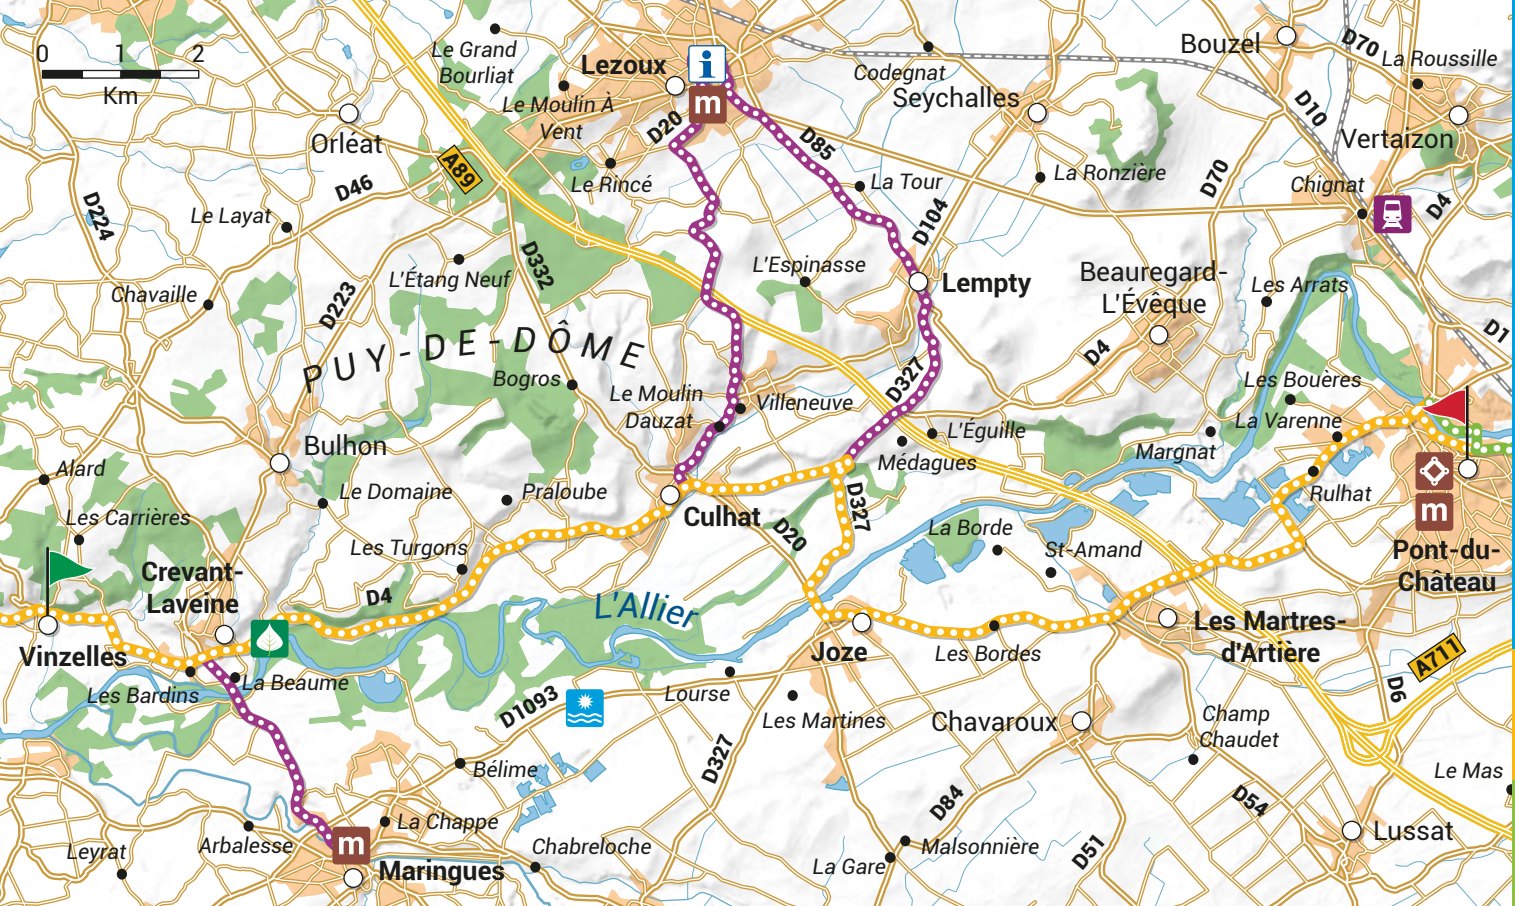 0 1 2
Km
Le Grand
Bourliat
Lezoux
i
m
Codegnat
Bouzel
D70
La Roussille
Le Moulin À
Vent
D20
D85
Seychalles
D10
Vertaizon
Orléat
A89
Le Rincé
La Tour
La Ronzière
D70
Chignat
D46
D224
Le Layat
D104
D4
D332
L'Étang Neuf
L'Espinasse
Lempty
Beauregard-
L'Évêque
Les Arrats
Chavaille
D223
PUY-DE-DÔME
D4
D1
Bogros
Le Moulin
Dauzat
Villeneuve
D327
Les Bouères
La Varenne
L'Éguille
Médagues
Margnat
Bulhon
Alard
Le Domaine
Praloube
Culhat
D327
Rulhat
m
Les Carrières
D20
La Borde
St-Amand
Pont-du-
Château
Les Turgons
Crevant-
Laveine
D4
L'Allier
Vinzelles
Joze
Les Bordes
Les Martres-
d'Artière
A711
Les Bardins
La Beaume
Lourse
D1093
Les Martines
Chavaroux
Champ
Chaudet
D6
D327
Bélime
Le Mas
D84
D54
La Chappe
m
Arbalesse
Leyrat
Maringues
Chabreloche
La Gare
Malsonnière
D51
Lussat